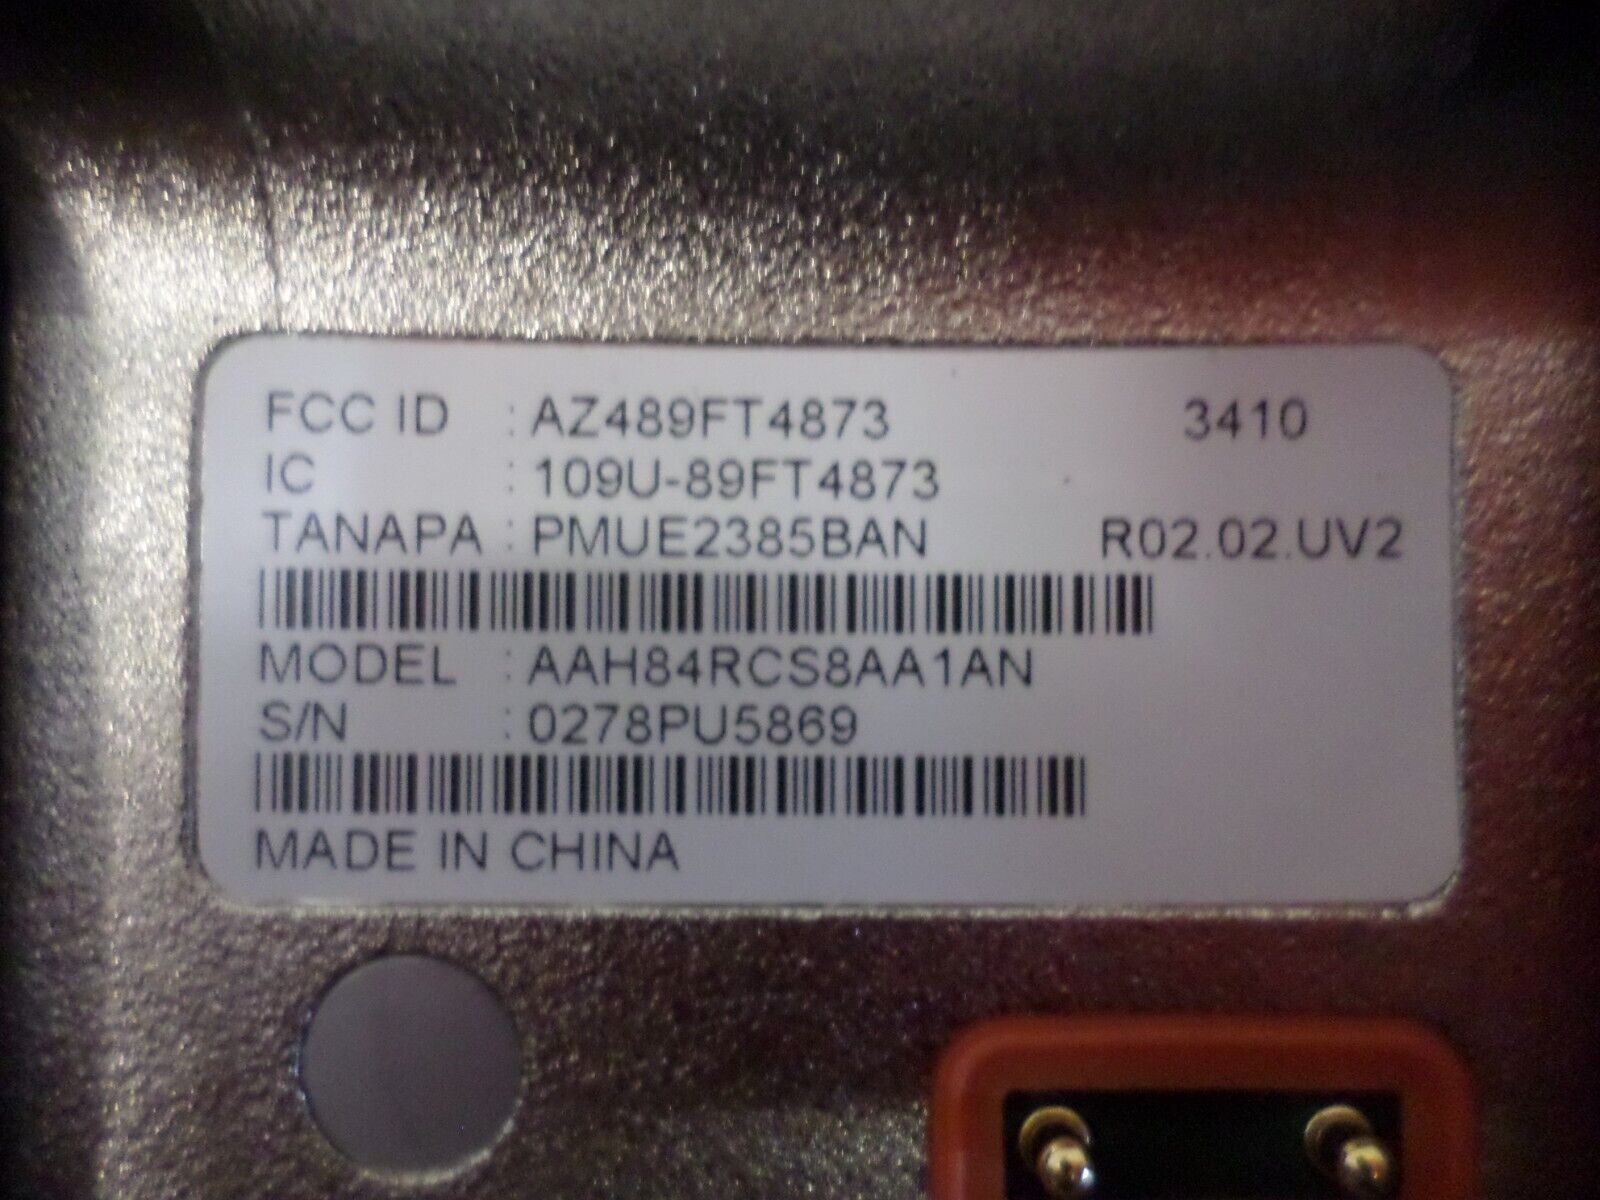 FCC ID : AZ489FT4873 3410
IC : 109U-89FT4873
TANAPA : PMUE2385BAN R02.02.UV2
MODEL : AAH84RCS8AA1AN
S/N : 0278PU5869
MADE IN CHINA